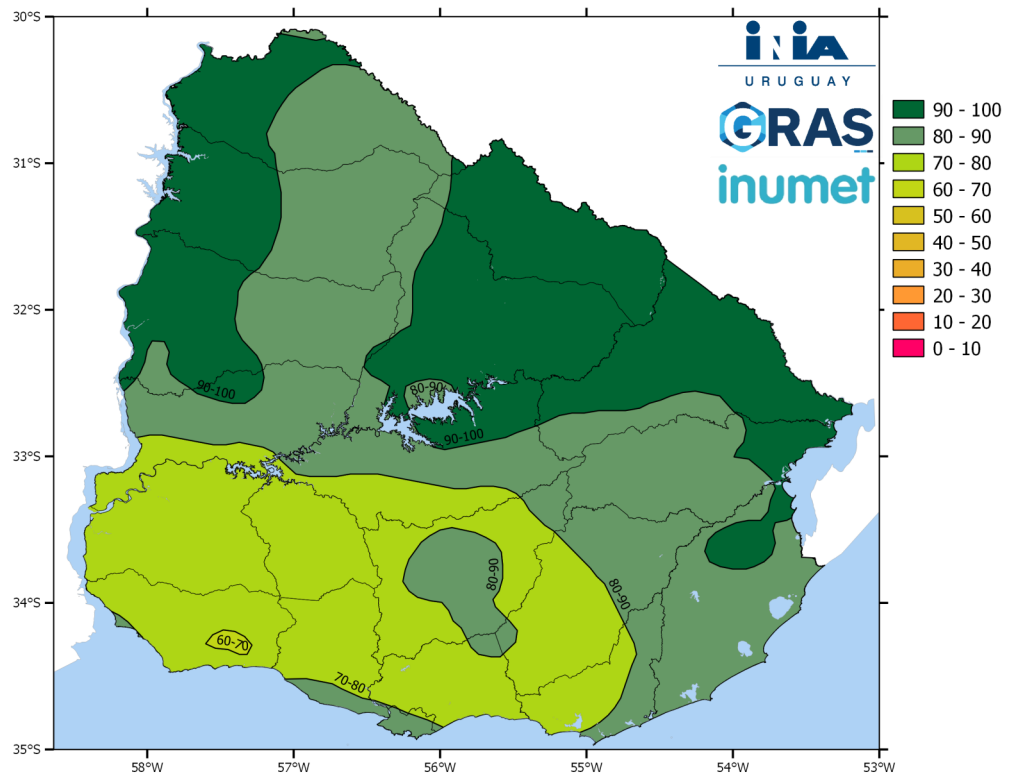 30°S
31°S
32°S
33°S
34°S
35°S
58°W
57°W
56°W
55°W
54°W
53°W
90-100
80-90
90-100
80-90
80-90
60-70
70-80
INIA
URUGUAY
GRAS
inumet
90 - 100
80 - 90
70 - 80
60 - 70
50 - 60
40 - 50
30 - 40
20 - 30
10 - 20
0 - 10